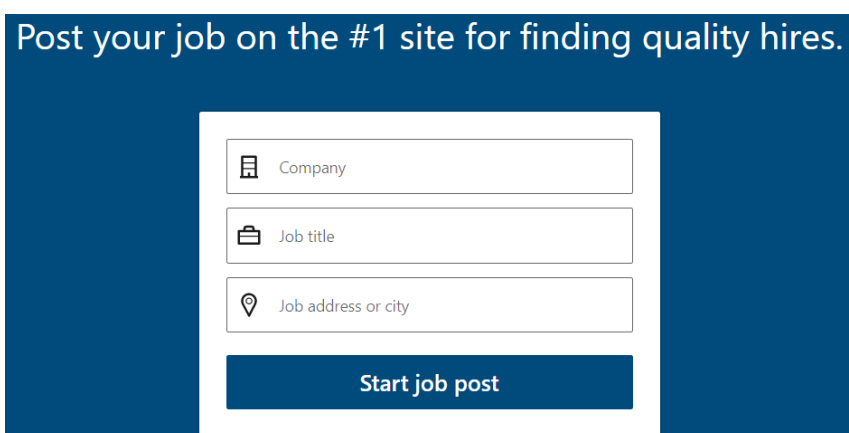 Post your job on the #1 site for finding quality hires.
Company
Job title
Job address or city
Start job post